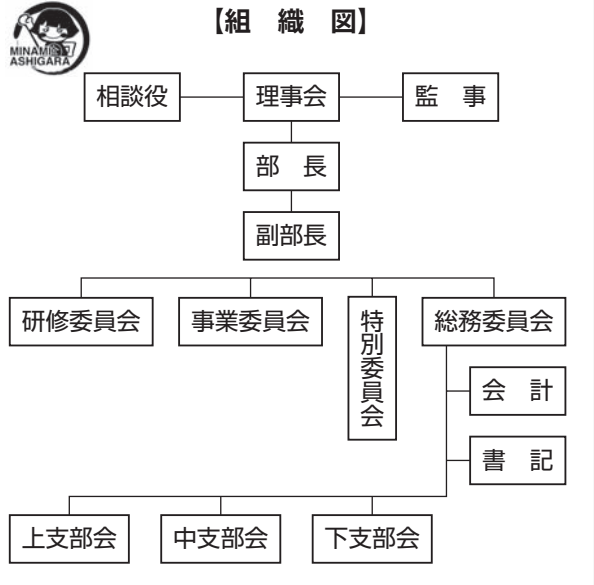 【組　織　図】
MINAMI
ASHIGARA
相談役
理事会
監　事
部　長
副部長
研修委員会
事業委員会
特別委員会
総務委員会
会　計
書　記
上支部会
中支部会
下支部会